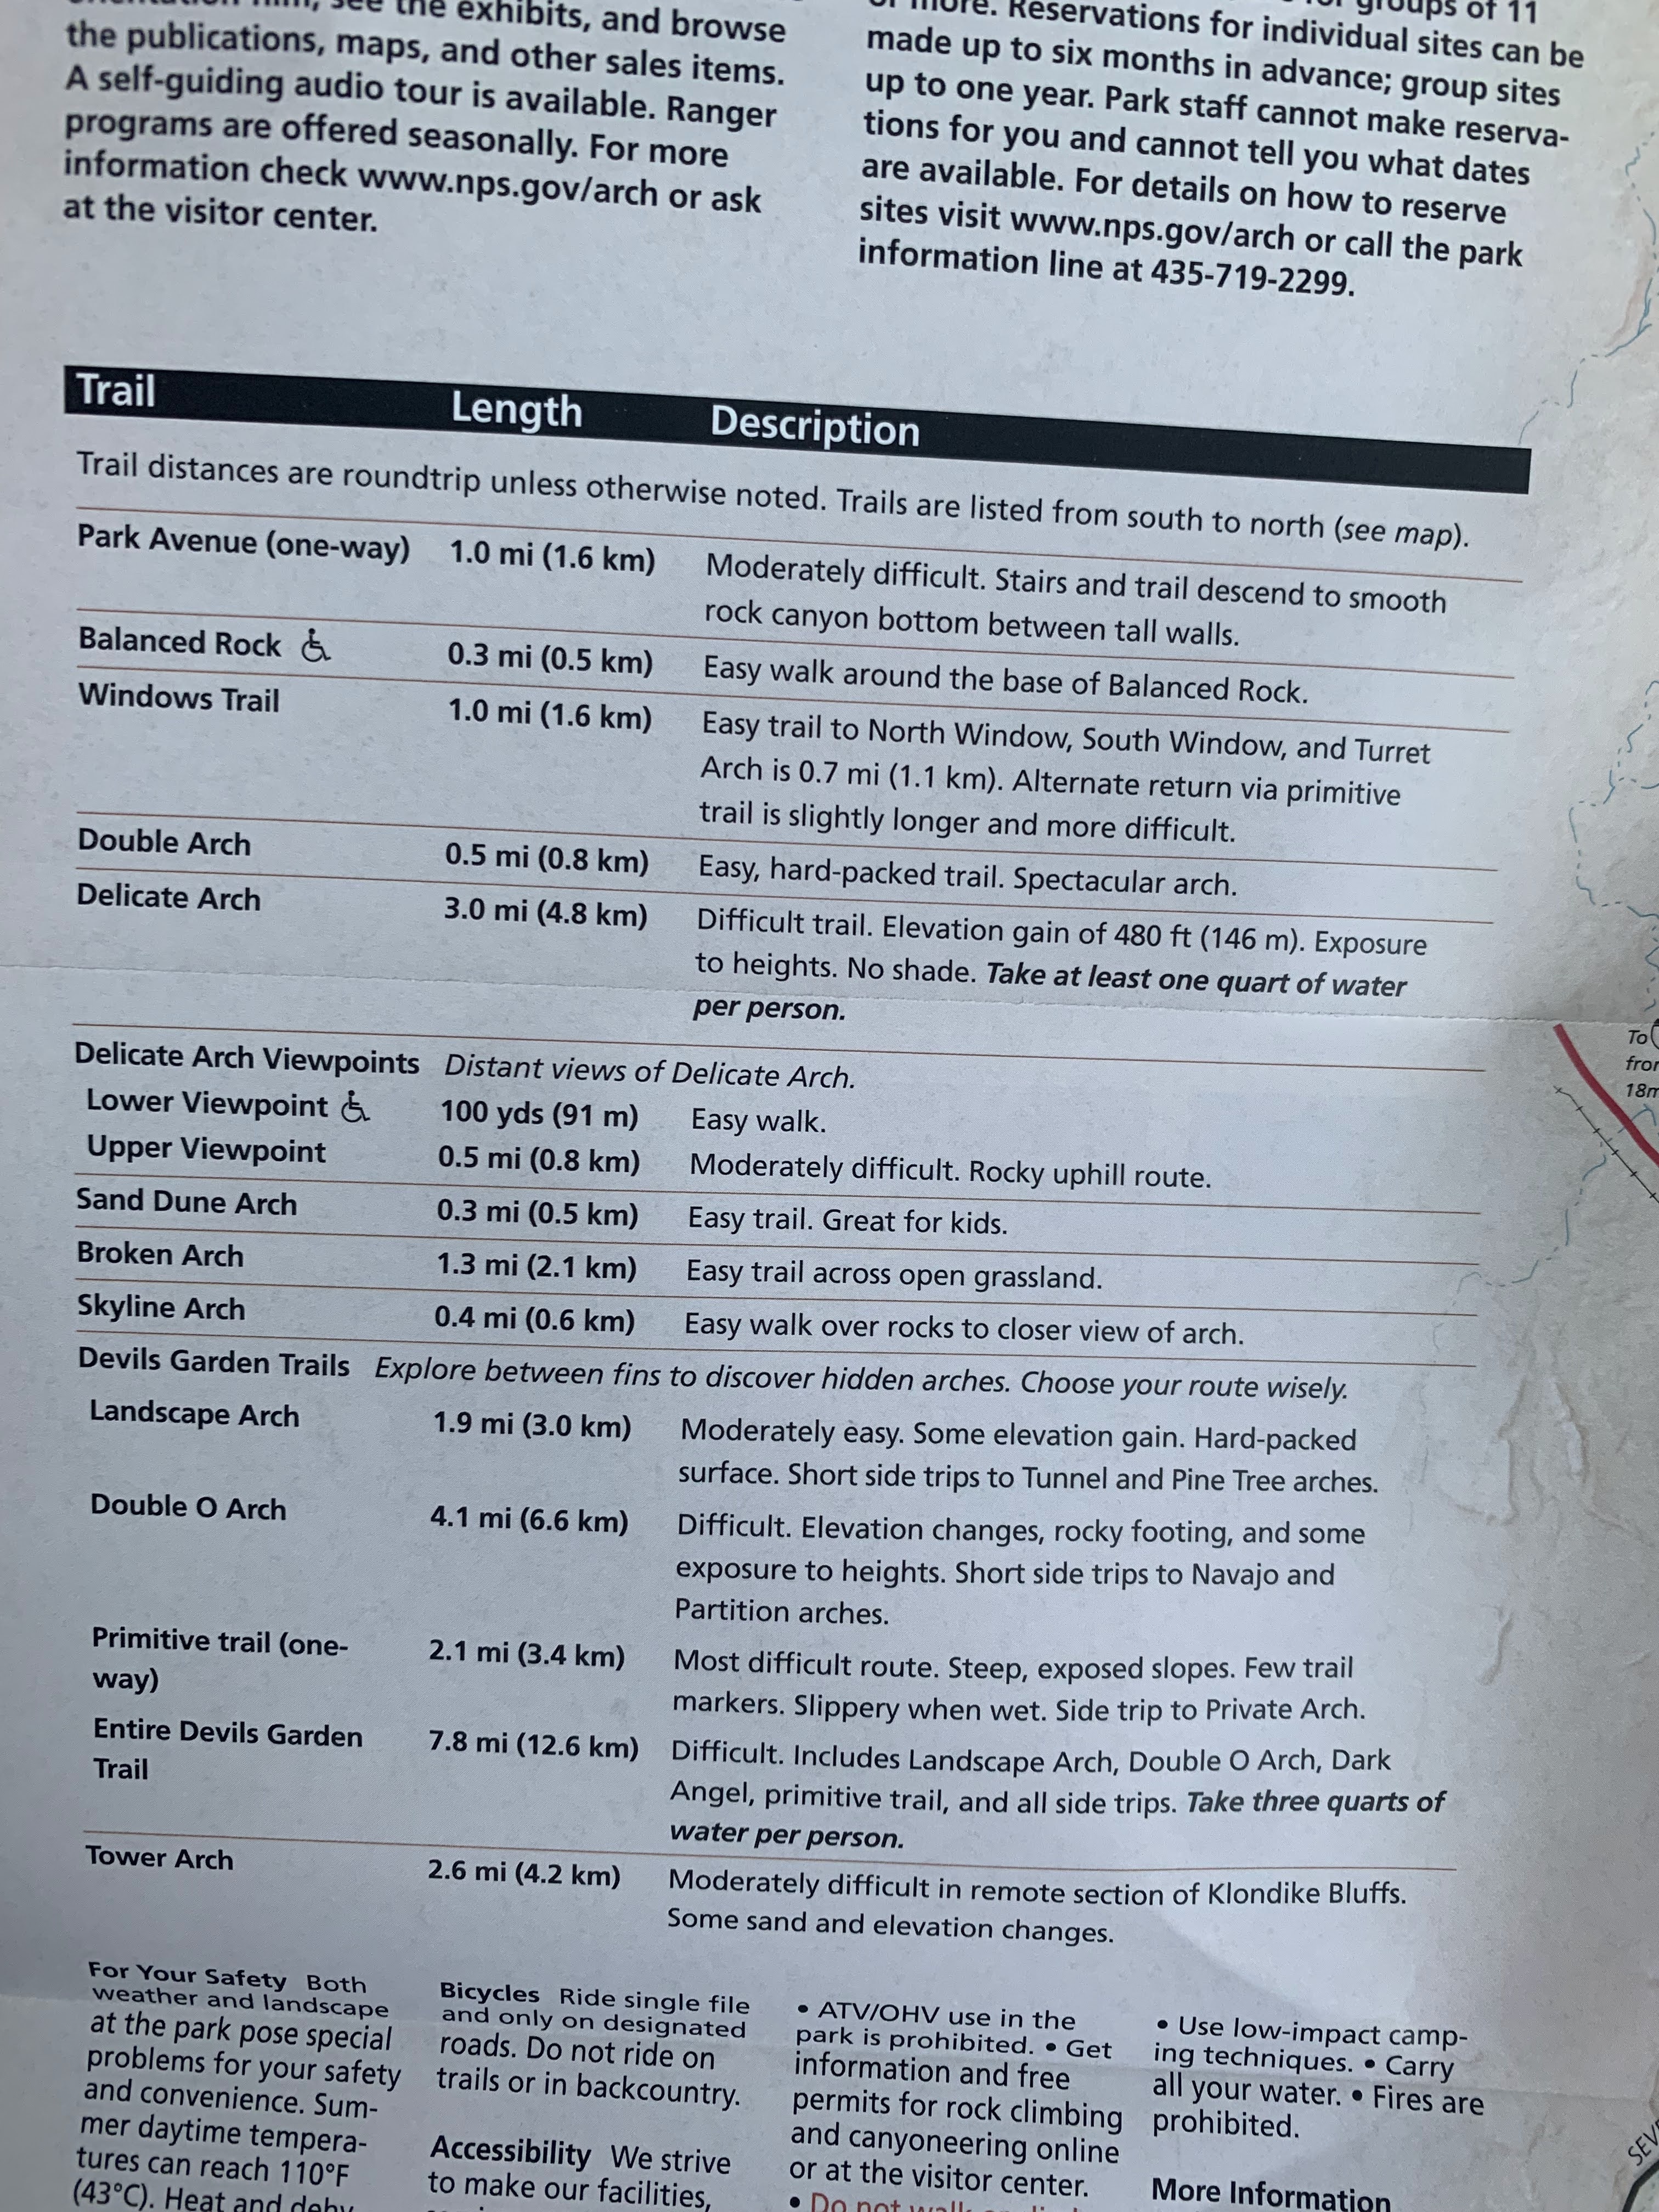 film, see the exhibits, and browse
the publications, maps, and other sales items.
A self-guiding audio tour is available. Ranger
programs are offered seasonally. For more
information check www.nps.gov/arch or ask
at the visitor center.
for groups of 11
or more. Reservations for individual sites can be
made up to six months in advance; group sites
up to one year. Park staff cannot make reserva-
tions for you and cannot tell you what dates
are available. For details on how to reserve
sites visit www.nps.gov/arch or call the park
information line at 435-719-2299.
Trail Length Description
Trail distances are roundtrip unless otherwise noted. Trails are listed from south to north (see map).
Park Avenue (one-way) 1.0 mi (1.6 km) Moderately difficult. Stairs and trail descend to smooth
rock canyon bottom between tall walls.
Balanced Rock ♿ 0.3 mi (0.5 km) Easy walk around the base of Balanced Rock.
Windows Trail 1.0 mi (1.6 km) Easy trail to North Window, South Window, and Turret
Arch is 0.7 mi (1.1 km). Alternate return via primitive
trail is slightly longer and more difficult.
Double Arch 0.5 mi (0.8 km) Easy, hard-packed trail. Spectacular arch.
Delicate Arch 3.0 mi (4.8 km) Difficult trail. Elevation gain of 480 ft (146 m). Exposure
to heights. No shade. Take at least one quart of water
per person.
Delicate Arch Viewpoints Distant views of Delicate Arch.
Lower Viewpoint ♿ 100 yds (91 m) Easy walk.
Upper Viewpoint 0.5 mi (0.8 km) Moderately difficult. Rocky uphill route.
Sand Dune Arch 0.3 mi (0.5 km) Easy trail. Great for kids.
Broken Arch 1.3 mi (2.1 km) Easy trail across open grassland.
Skyline Arch 0.4 mi (0.6 km) Easy walk over rocks to closer view of arch.
Devils Garden Trails Explore between fins to discover hidden arches. Choose your route wisely.
Landscape Arch 1.9 mi (3.0 km) Moderately easy. Some elevation gain. Hard-packed
surface. Short side trips to Tunnel and Pine Tree arches.
Double O Arch 4.1 mi (6.6 km) Difficult. Elevation changes, rocky footing, and some
exposure to heights. Short side trips to Navajo and
Partition arches.
Primitive trail (one- 2.1 mi (3.4 km) Most difficult route. Steep, exposed slopes. Few trail
way) markers. Slippery when wet. Side trip to Private Arch.
Entire Devils Garden 7.8 mi (12.6 km) Difficult. Includes Landscape Arch, Double O Arch, Dark
Trail Angel, primitive trail, and all side trips. Take three quarts of
water per person.
Tower Arch 2.6 mi (4.2 km) Moderately difficult in remote section of Klondike Bluffs.
Some sand and elevation changes.
For Your Safety Both
weather and landscape
at the park pose special
problems for your safety
and convenience. Sum-
mer daytime tempera-
tures can reach 110°F
(43°C). Heat and dehy
Bicycles Ride single file
and only on designated
roads. Do not ride on
trails or in backcountry.
Accessibility We strive
to make our facilities,
• ATV/OHV use in the
park is prohibited. • Get
information and free
permits for rock climbing
and canyoneering online
or at the visitor center.
• Do not walk
• Use low-impact camp-
ing techniques. • Carry
all your water. • Fires are
prohibited.
More Information
To
from
18m
SEV